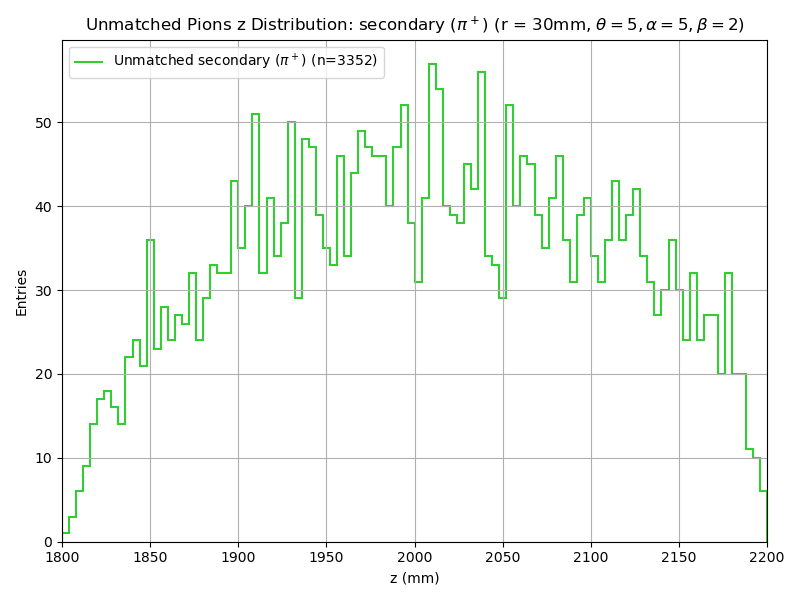 Unmatched Pions z Distribution: secondary (π⁺) (r = 30mm, θ = 5, α = 5, β = 2)
Unmatched secondary (π⁺) (n=3352)
50
40
30
20
10
0
Entries
1800 1850 1900 1950 2000 2050 2100 2150 2200
z (mm)